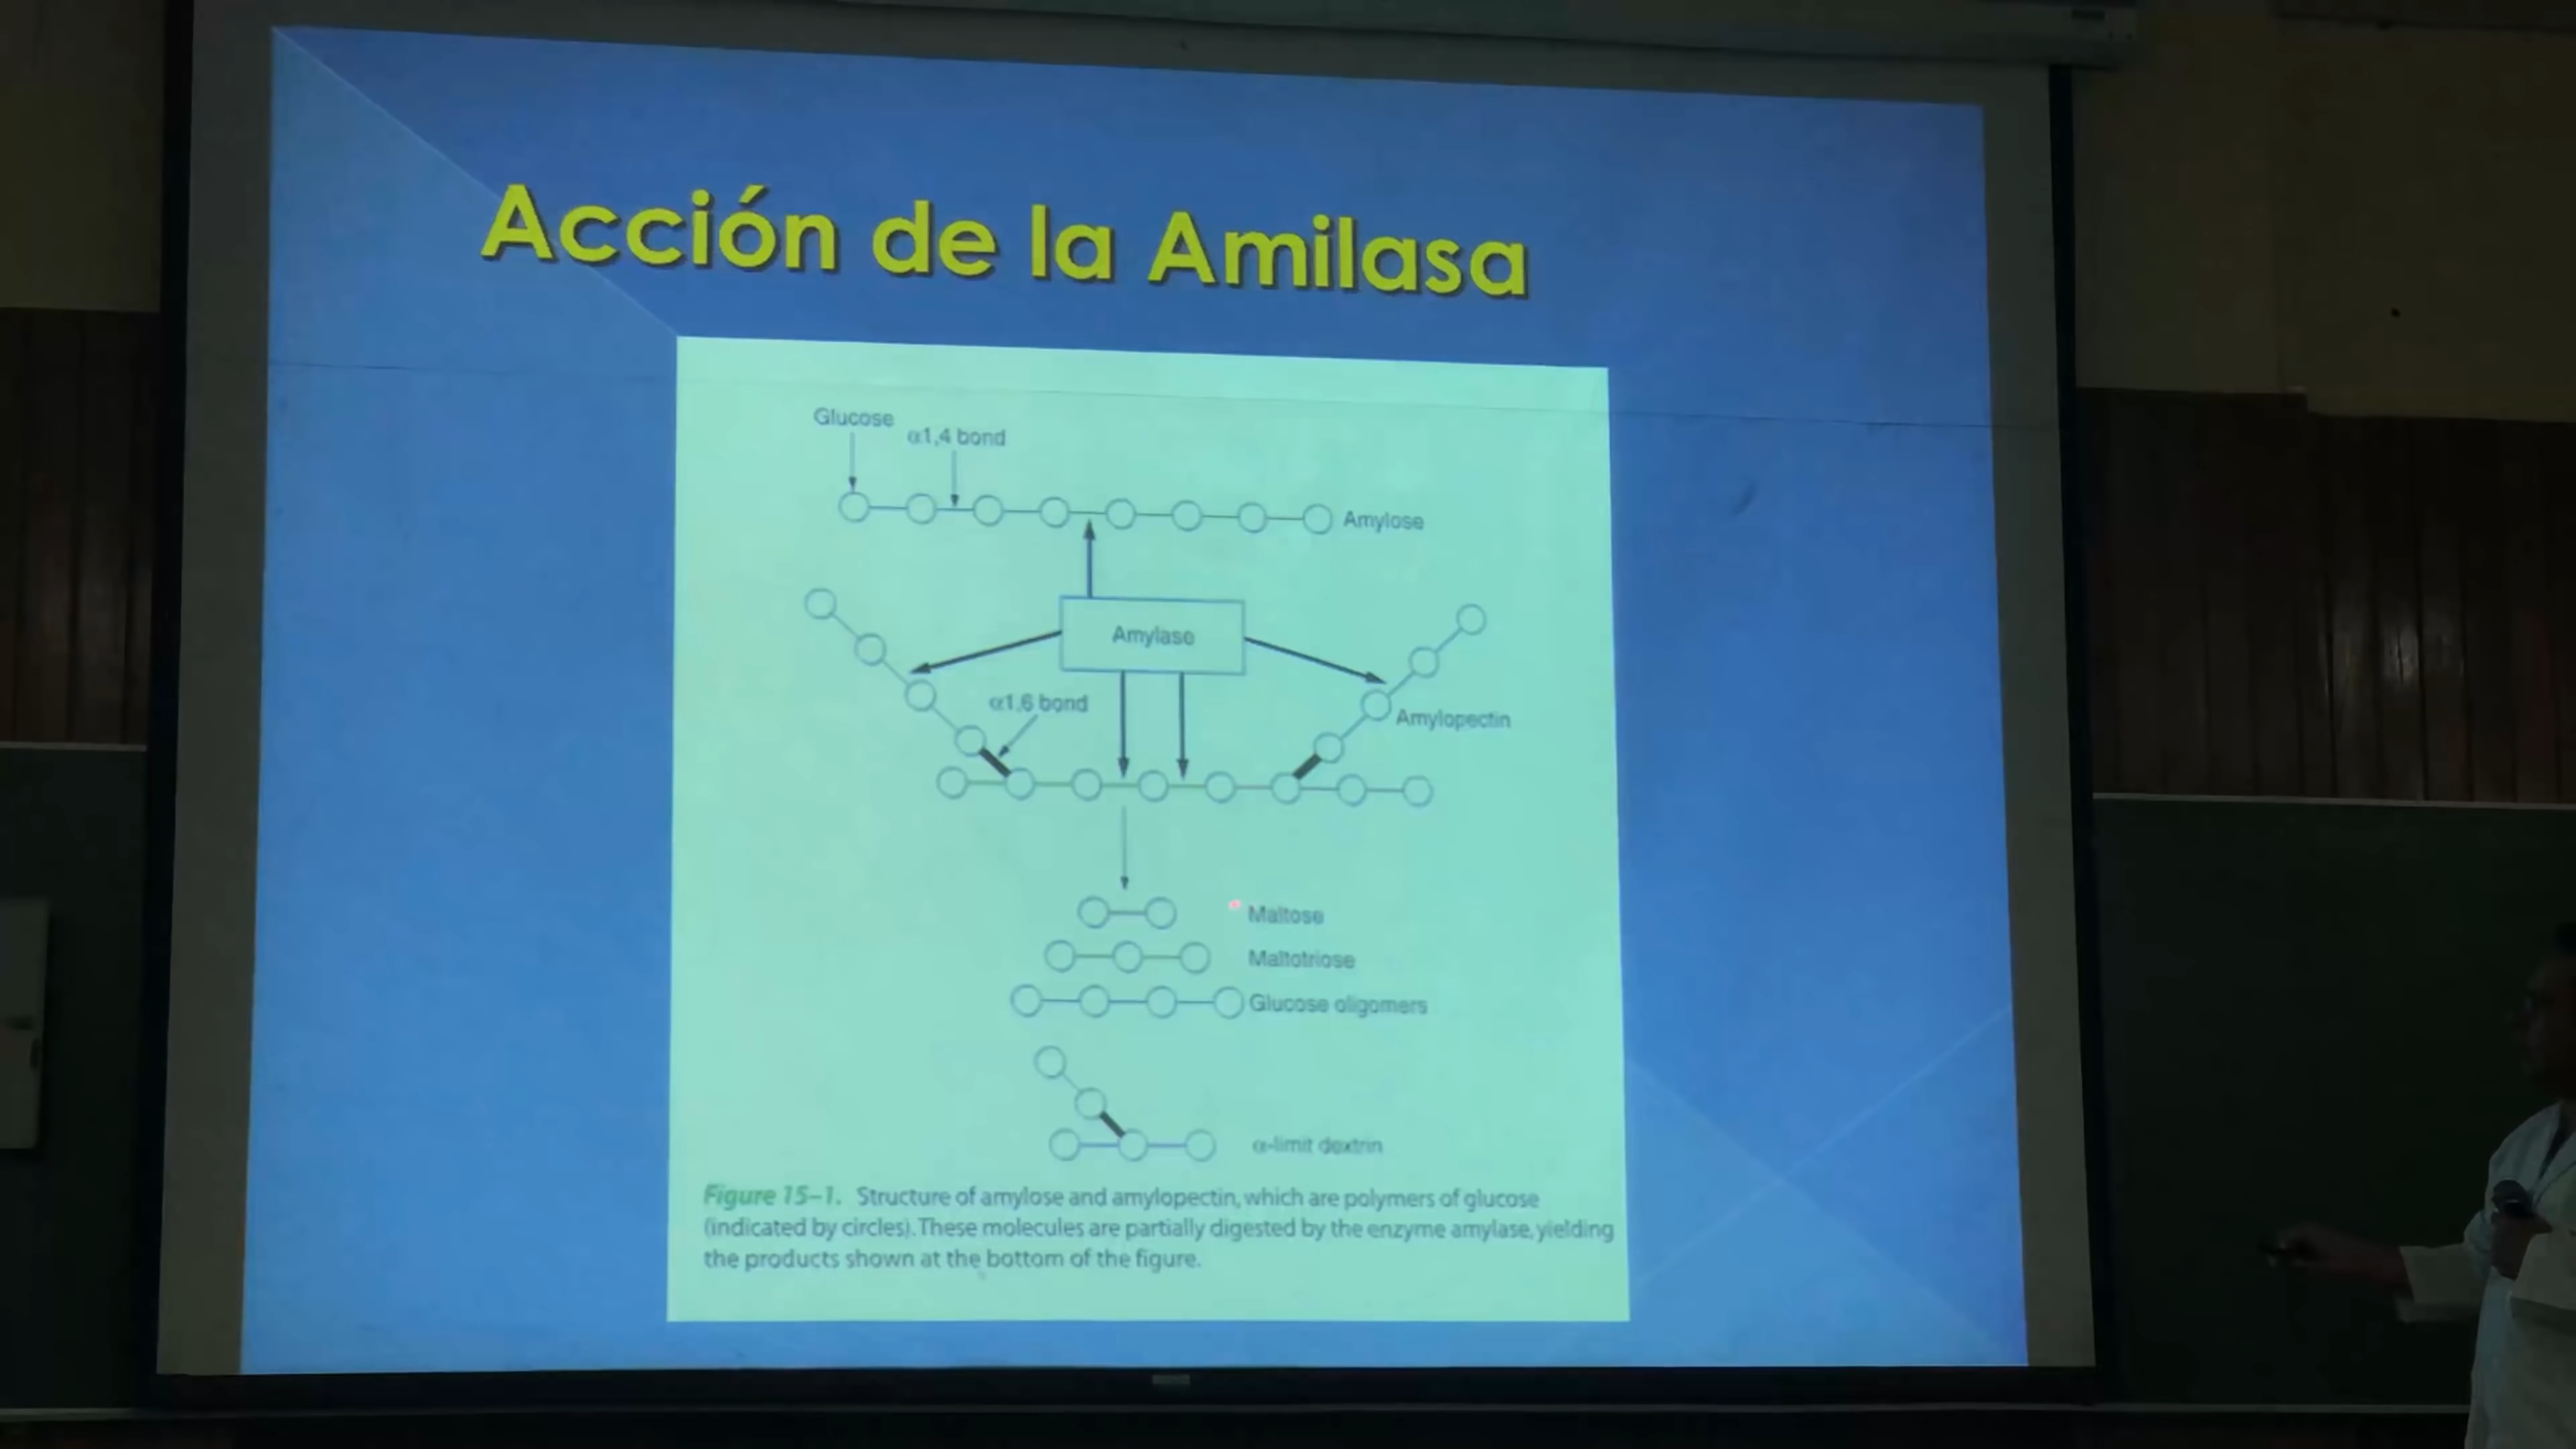 Acción de la Amilasa
Glucose
α1,4 bond
Amylose
Amylase
α1,6 bond
Amylopectin
Maltose
Maltotriose
Glucose oligomers
α-limit dextrin
Figure 15–1. Structure of amylose and amylopectin, which are polymers of glucose
(indicated by circles). These molecules are partially digested by the enzyme amylase, yielding
the products shown at the bottom of the figure.